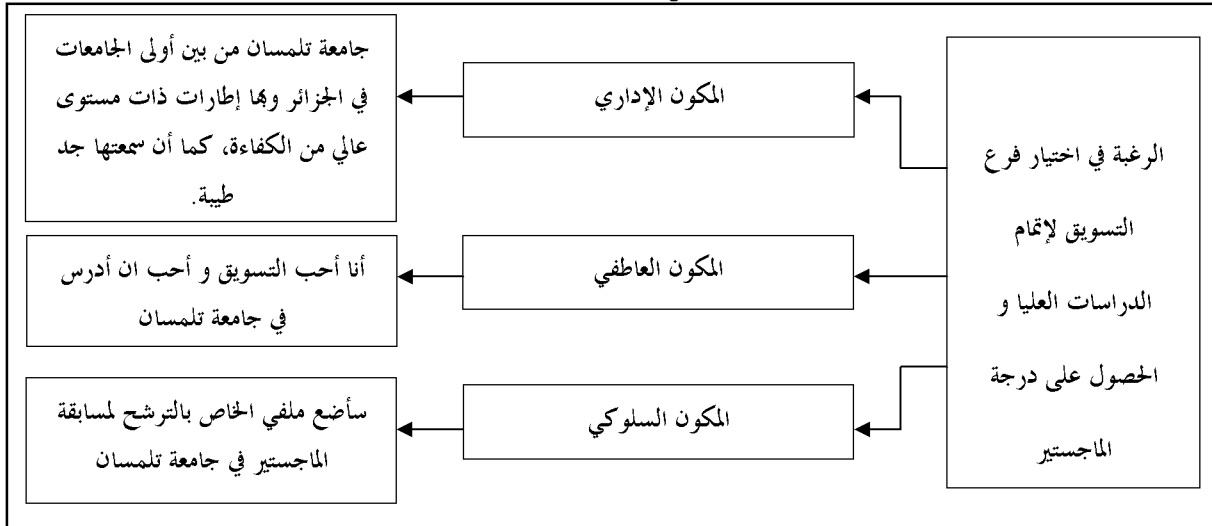 الرغبة في اختيار فرع
التسويق لإتمام
الدراسات العليا و
الحصول على درجة
الماجستير
المكون الإداري
جامعة تلمسان من بين أولى الجامعات
في الجزائر وبها إطارات ذات مستوى
عالي من الكفاءة، كما أن سمعتها جد
طيبة.
المكون العاطفي
أنا أحب التسويق و أحب ان أدرس
في جامعة تلمسان
المكون السلوكي
سأضع ملفي الخاص بالترشح لمسابقة
الماجستير في جامعة تلمسان